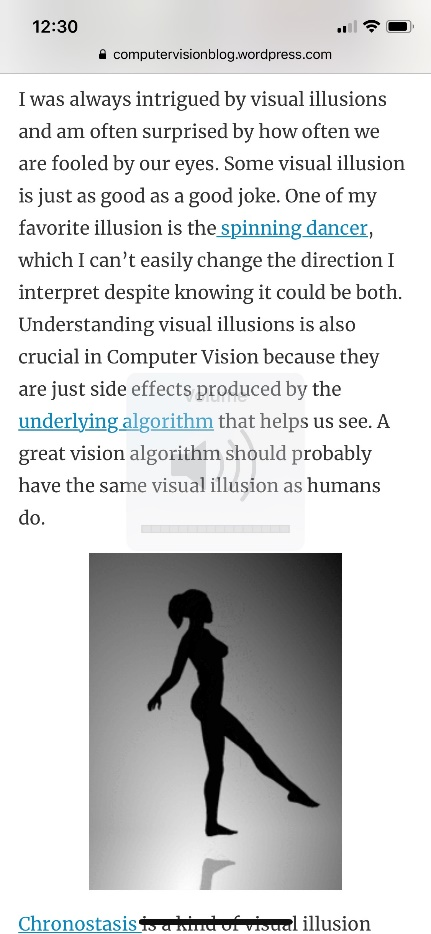 12:30
computervisionblog.wordpress.com
I was always intrigued by visual illusions
and am often surprised by how often we
are fooled by our eyes. Some visual illusion
is just as good as a good joke. One of my
favorite illusion is the spinning dancer,
which I can’t easily change the direction I
interpret despite knowing it could be both.
Understanding visual illusions is also
crucial in Computer Vision because they
are just side effects produced by the
Volume
underlying algorithm that helps us see. A
great vision algorithm should probably
have the same visual illusion as humans
do.
Chronostasis is a kind of visual illusion